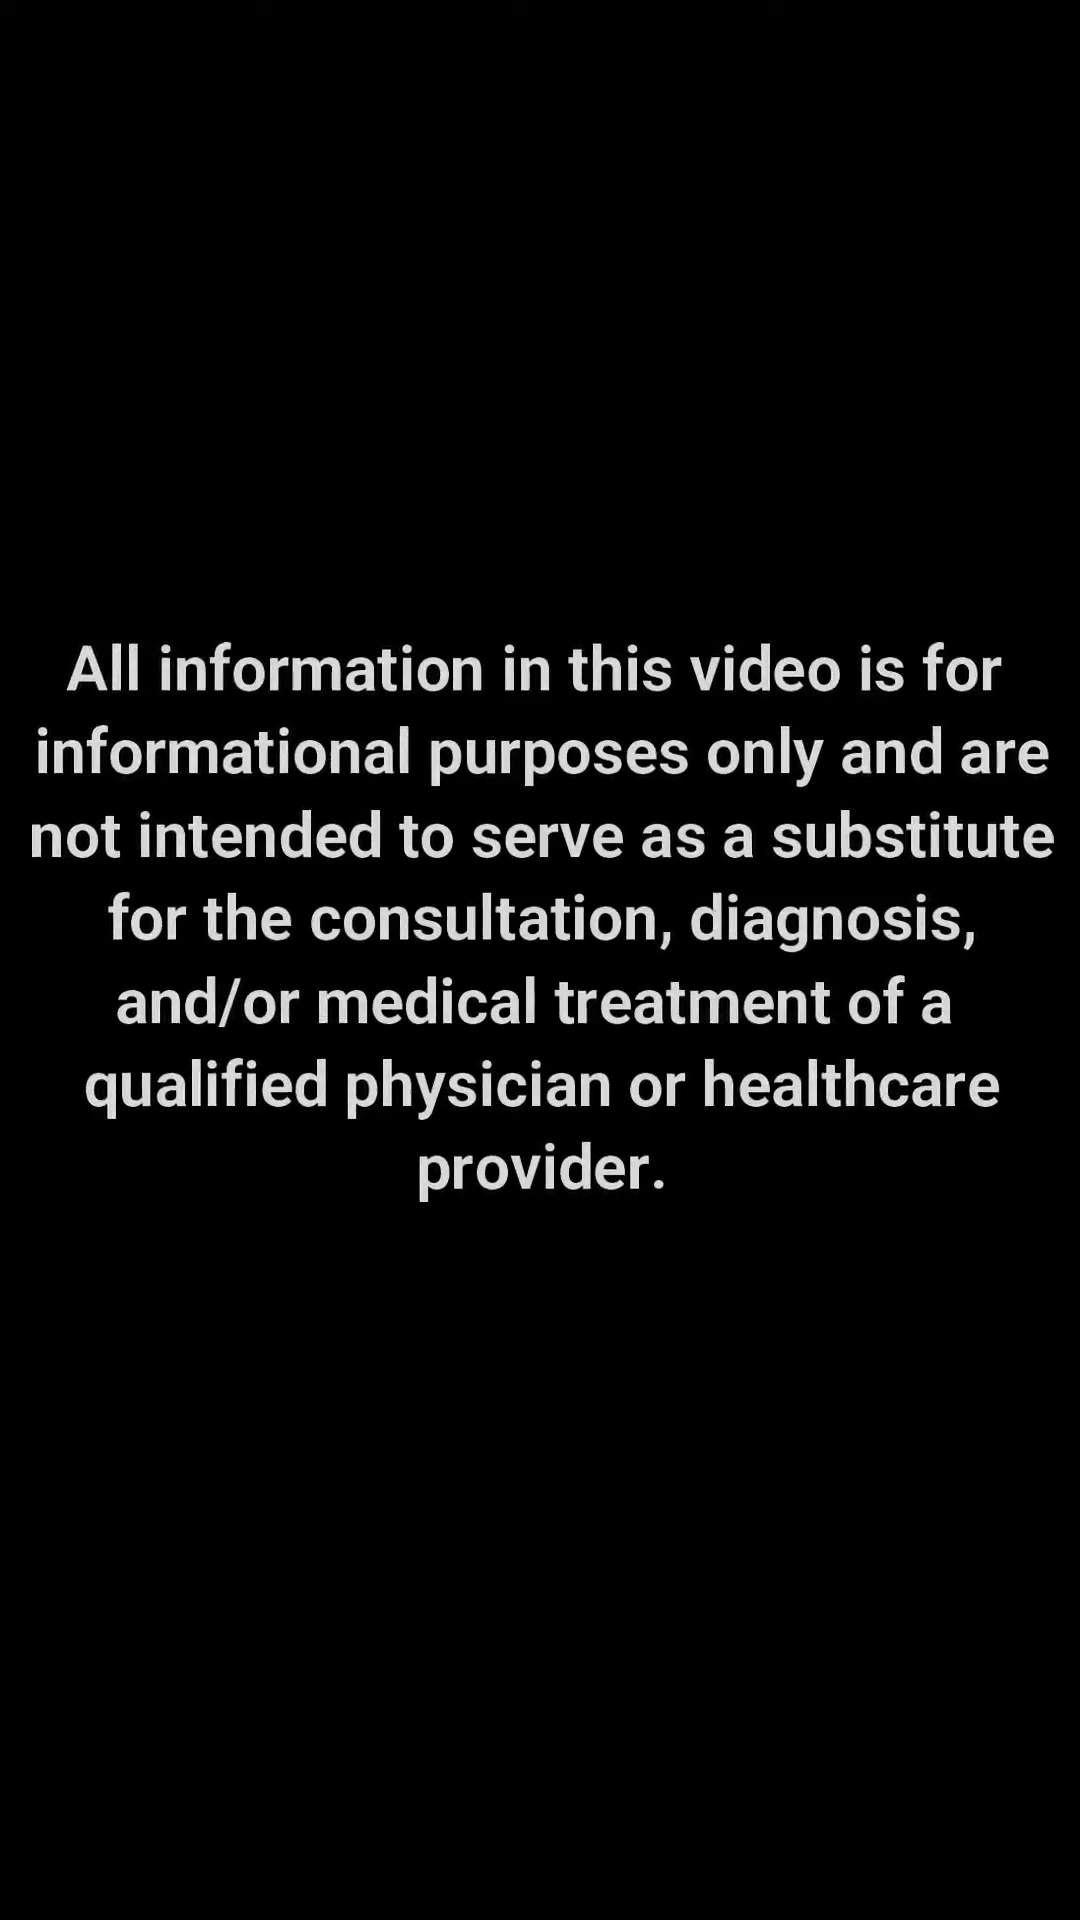 All information in this video is for
informational purposes only and are
not intended to serve as a substitute
for the consultation, diagnosis,
and/or medical treatment of a
qualified physician or healthcare
provider.